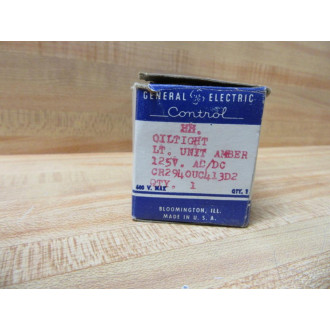 GENERAL GE ELECTRIC
Control
HH.
OILTIGHT
LT. UNIT AMBER
125V. AC/DC
CR2940UC413D2
QTY. 1
600 V. MAX QTY. 1
BLOOMINGTON, ILL.
MADE IN U. S. A.